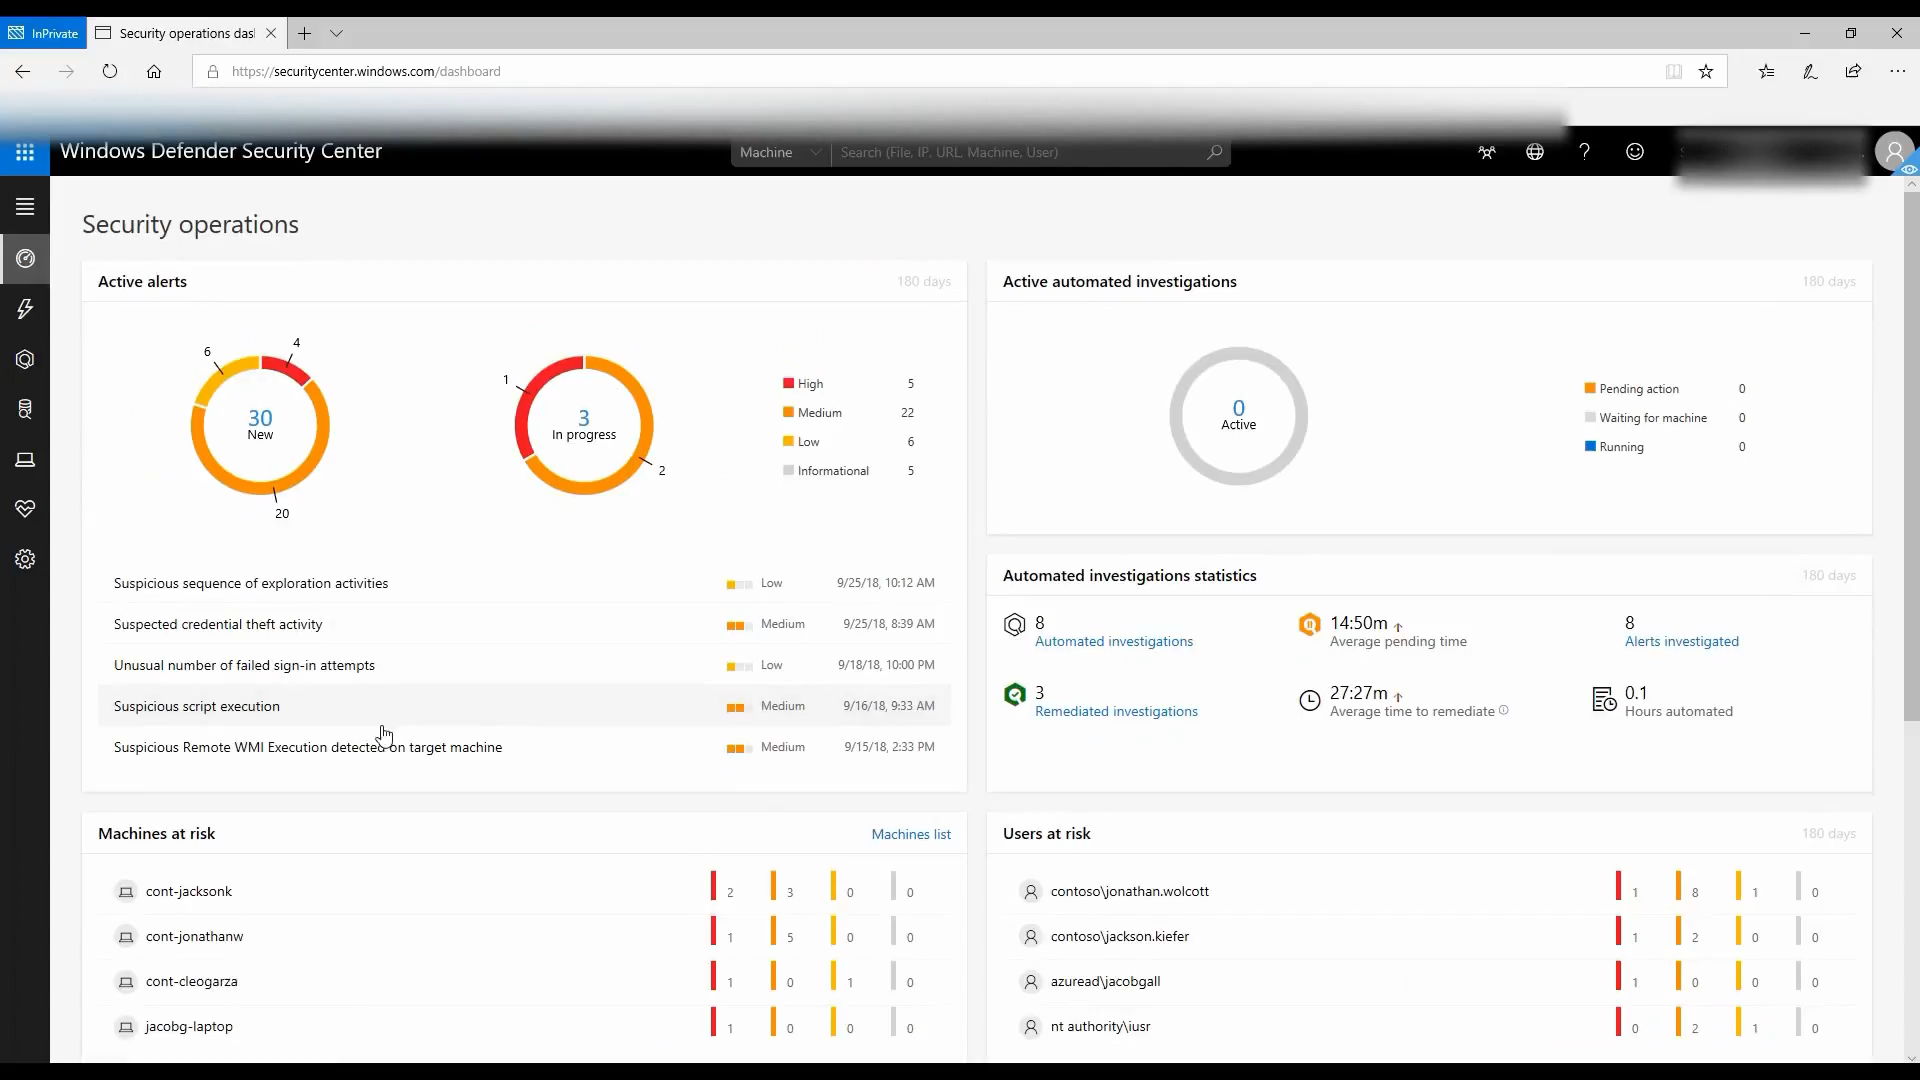 InPrivate
Security operations das
https://securitycenter.windows.com/dashboard
Windows Defender Security Center
Machine
Search (File, IP, URL, Machine, User)
Security operations
Active alerts
180 days
6
4
30
New
20
1
3
In progress
2
High 5
Medium 22
Low 6
Informational 5
Suspicious sequence of exploration activities Low 9/25/18, 10:12 AM
Suspected credential theft activity Medium 9/25/18, 8:39 AM
Unusual number of failed sign-in attempts Low 9/18/18, 10:00 PM
Suspicious script execution Medium 9/16/18, 9:33 AM
Suspicious Remote WMI Execution detected on target machine Medium 9/15/18, 2:33 PM
Active automated investigations
180 days
0
Active
Pending action 0
Waiting for machine 0
Running 0
Automated investigations statistics
180 days
8
Automated investigations
14:50m
Average pending time
8
Alerts investigated
3
Remediated investigations
27:27m
Average time to remediate
0.1
Hours automated
Machines at risk
Machines list
cont-jacksonk 2 3 0 0
cont-jonathanw 1 5 0 0
cont-cleogarza 1 0 1 0
jacobg-laptop 1 0 0 0
Users at risk
180 days
contoso\jonathan.wolcott 1 8 1 0
contoso\jackson.kiefer 1 2 0 0
azuread\jacobgall 1 0 0 0
nt authority\iusr 0 2 1 0